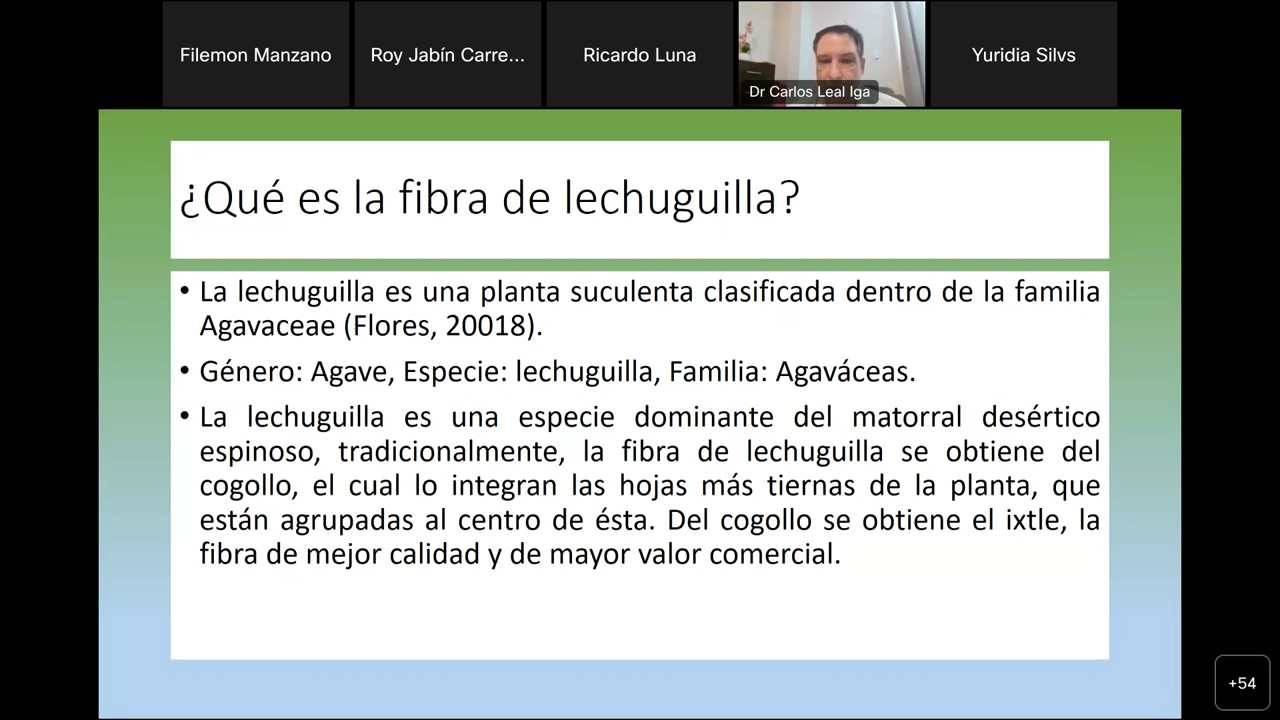 Filemon Manzano
Roy Jabín Carre...
Ricardo Luna
Dr Carlos Leal Iga
Yuridia Silvs
¿Qué es la fibra de lechuguilla?
• La lechuguilla es una planta suculenta clasificada dentro de la familia
Agavaceae (Flores, 20018).
• Género: Agave, Especie: lechuguilla, Familia: Agaváceas.
• La lechuguilla es una especie dominante del matorral desértico
espinoso, tradicionalmente, la fibra de lechuguilla se obtiene del
cogollo, el cual lo integran las hojas más tiernas de la planta, que
están agrupadas al centro de ésta. Del cogollo se obtiene el ixtle, la
fibra de mejor calidad y de mayor valor comercial.
+54